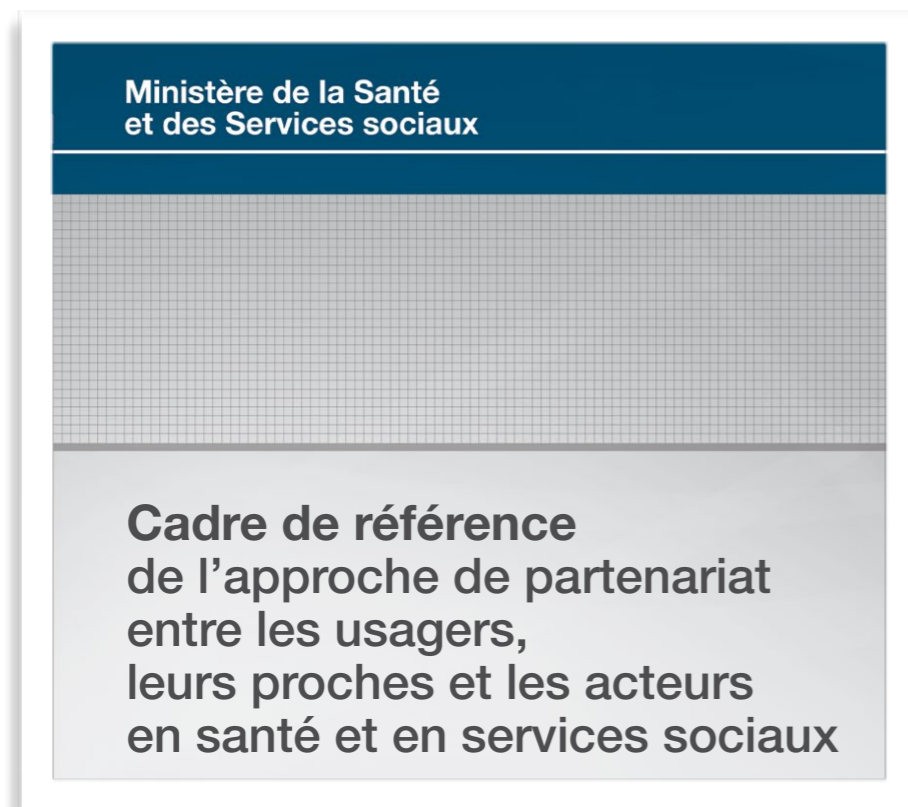 Ministère de la Santé
et des Services sociaux
Cadre de référence
de l’approche de partenariat
entre les usagers,
leurs proches et les acteurs
en santé et en services sociaux